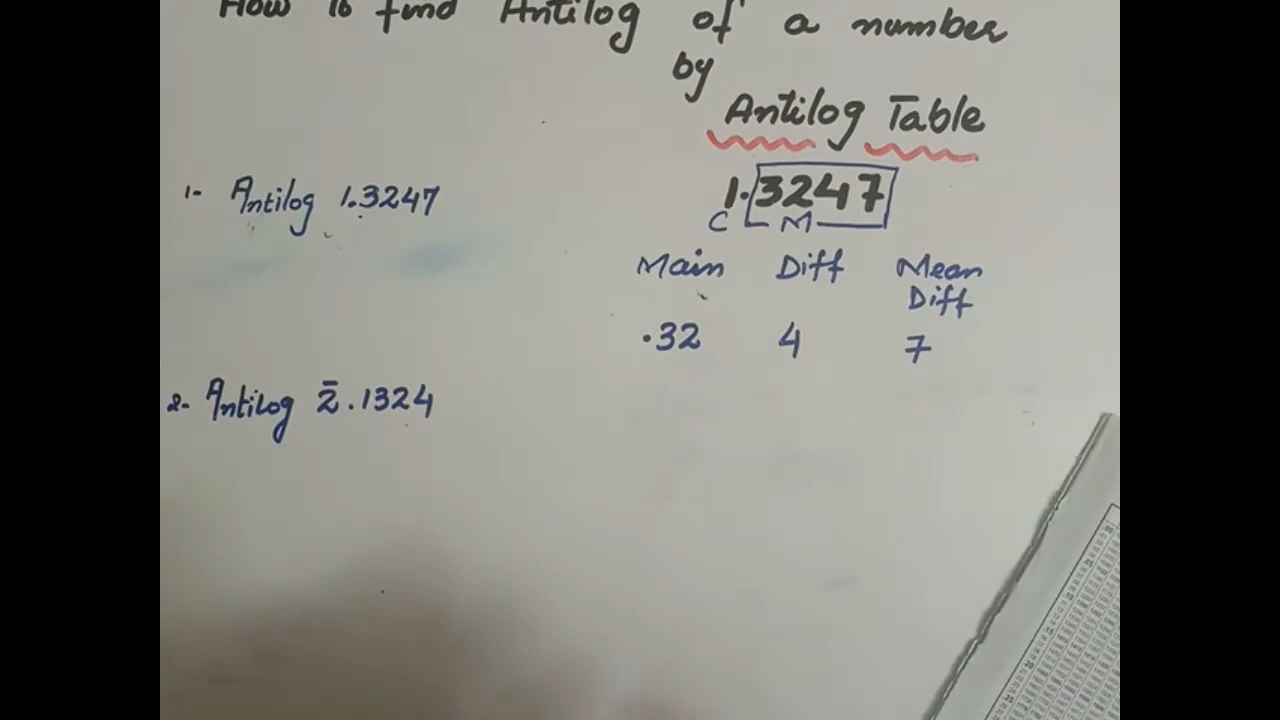 How to find Antilog of a number
by
Antilog Table
1- Antilog 1.3247
1.3247
C M
Main Diff Mean
Diff
.32 4 7
2- Antilog 2̄.1324